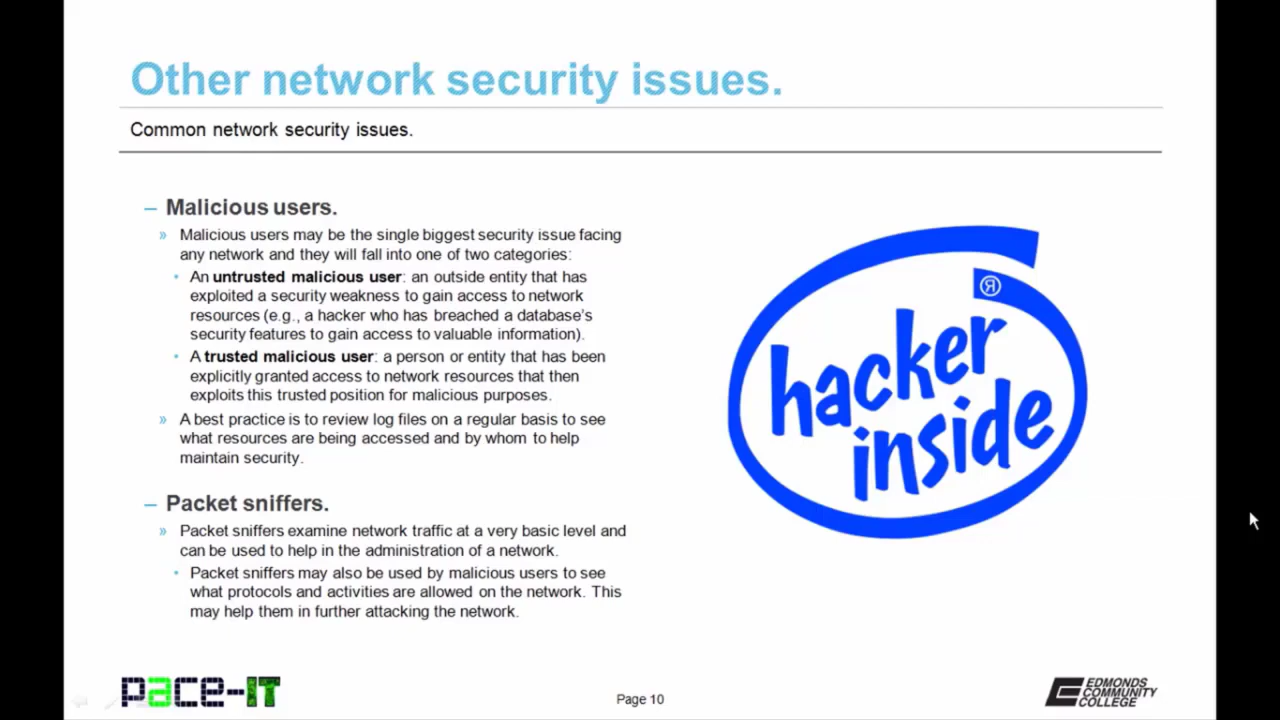 Other network security issues.
Common network security issues.
– Malicious users.
» Malicious users may be the single biggest security issue facing
any network and they will fall into one of two categories:
• An untrusted malicious user: an outside entity that has
exploited a security weakness to gain access to network
resources (e.g., a hacker who has breached a database's
security features to gain access to valuable information).
• A trusted malicious user: a person or entity that has been
explicitly granted access to network resources that then
exploits this trusted position for malicious purposes.
» A best practice is to review log files on a regular basis to see
what resources are being accessed and by whom to help
maintain security.
– Packet sniffers.
» Packet sniffers examine network traffic at a very basic level and
can be used to help in the administration of a network.
• Packet sniffers may also be used by malicious users to see
what protocols and activities are allowed on the network. This
may help them in further attacking the network.
®
hacker
inside
pace-IT
Page 10
EDMONDS
COMMUNITY
COLLEGE